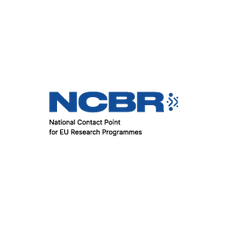 NCBR
National Contact Point
for EU Research Programmes